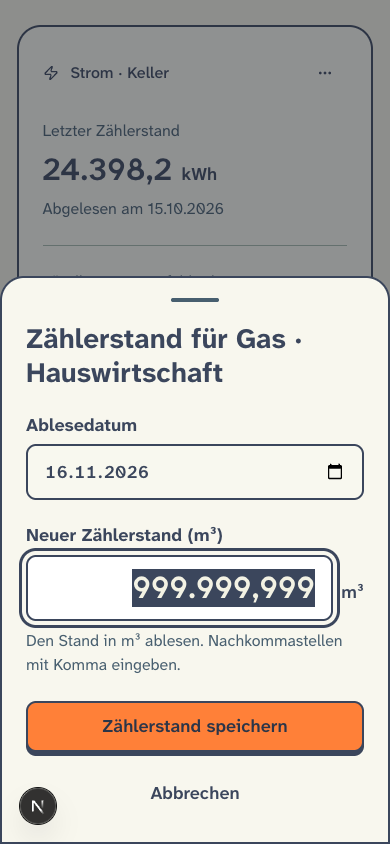 Strom · Keller
Letzter Zählerstand
24.398,2 kWh
Abgelesen am 15.10.2026
Zählerstand für Gas ·
Hauswirtschaft
Ablesedatum
16.11.2026
Neuer Zählerstand (m³)
999.999,999 m³
Den Stand in m³ ablesen. Nachkommastellen
mit Komma eingeben.
Zählerstand speichern
Abbrechen
N